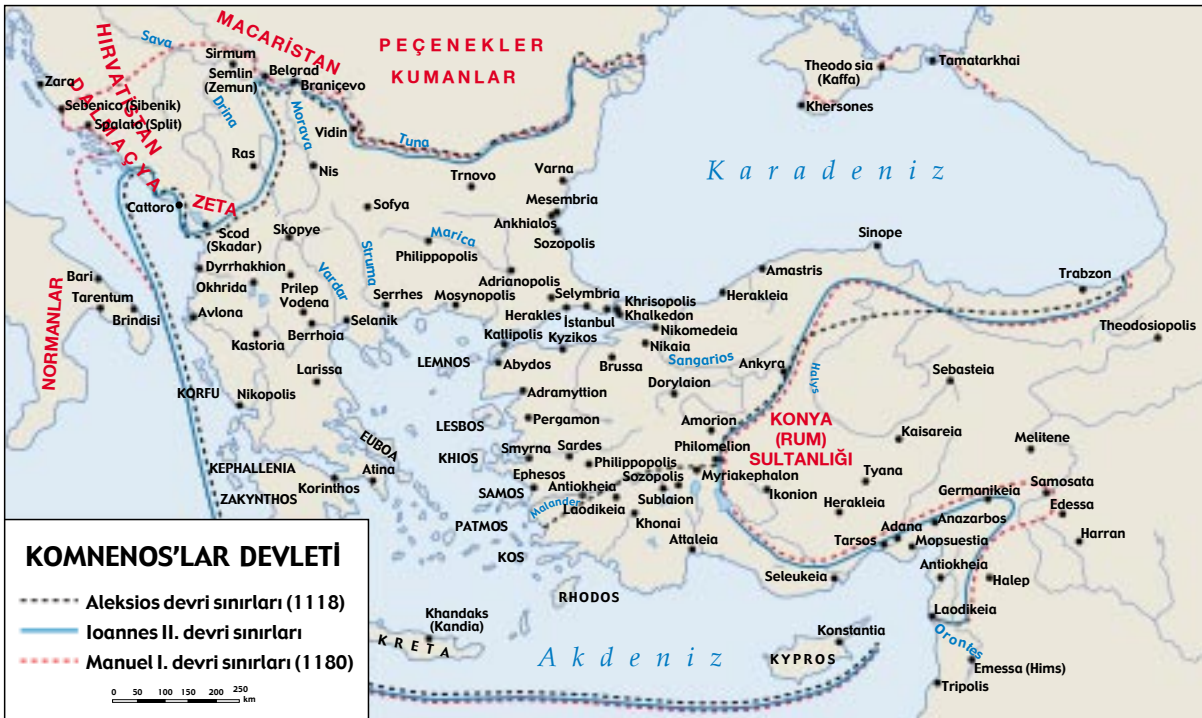 HIRVATİSTAN
DALMAÇYA
MACARİSTAN
PEÇENEKLER
KUMANLAR
ZETA
NORMANLAR
KONYA
(RUM)
SULTANLIĞI
Karadeniz
Akdeniz
Sava
Drina
Morava
Tuna
Struma
Vardar
Marica
Sangarios
Halys
Malander
Orontes
Zara
Sebenico (Sibenik)
Spalato (Split)
Sirmum
Semlin
(Zemun)
Belgrad
Braniçevo
Vidin
Ras
Nis
Cattoro
Scod
(Skadar)
Skopye
Sofya
Trnovo
Varna
Mesembria
Ankhialos
Sozopolis
Philippopolis
Adrianopolis
Dyrrhakhion
Okhrida
Prilep
Vodena
Avlona
Berrhoia
Kastoria
Selanik
Serrhes
Mosynopolis
Larissa
Bari
Tarentum
Brindisi
KORFU
Nikopolis
KEPHALLENIA
ZAKYNTHOS
Korinthos
Atina
EUBOA
LEMNOS
LESBOS
KHIOS
SAMOS
PATMOS
KOS
RHODOS
Khandaks
(Kandia)
KRETA
KYPROS
Konstantia
Selymbria
Herakles
İstanbul
Khrisopolis
Khalkedon
Nikomedeia
Nikaia
Kallipolis
Kyzikos
Abydos
Brussa
Adramyttion
Dorylaion
Pergamon
Amorion
Smyrna
Sardes
Philippopolis
Philomelion
Myriakephalon
Ephesos
Antiokheia
Sozopolis
Sublaion
Laodikeia
Khonai
Attaleia
Ankyra
Herakleia
Amastris
Sinope
Trabzon
Theodosiopolis
Theodo sia
(Kaffa)
Khersones
Tamatarkhai
Sebasteia
Kaisareia
Melitene
Tyana
Ikonion
Herakleia
Germanikeia
Samosata
Edessa
Adana
Anazarbos
Tarsos
Mopsuestia
Harran
Seleukeia
Antiokheia
Halep
Laodikeia
Emessa (Hims)
Tripolis
KOMNENOS'LAR DEVLETİ
Aleksios devri sınırları (1118)
Ioannes II. devri sınırları
Manuel I. devri sınırları (1180)
0 50 100 150 200 250
km